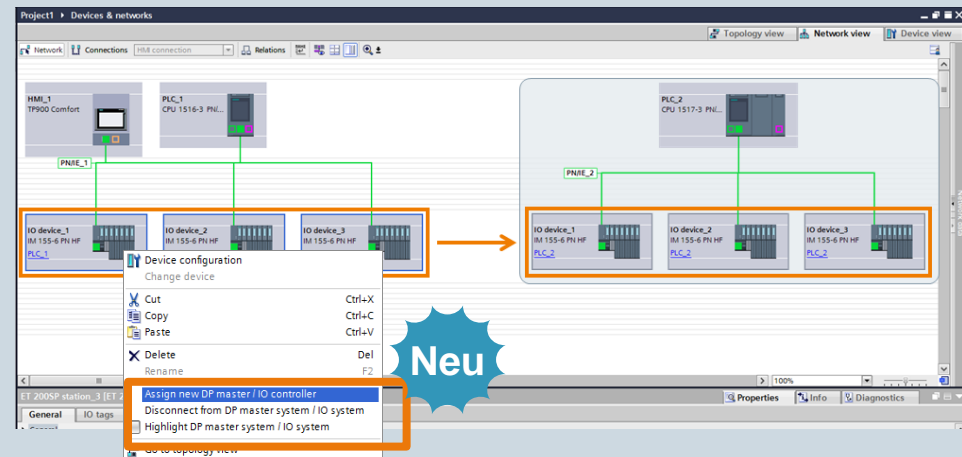 Project1 ▸ Devices & networks
Topology view
Network view
Device view
Network
Connections
HMI connection
Relations
HMI_1
TP900 Comfort
PLC_1
CPU 1516-3 PN/...
PLC_2
CPU 1517-3 PN/...
PN/IE_1
PN/IE_2
IO device_1
IM 155-6 PN HF
PLC_1
IO device_2
IM 155-6 PN HF
IO device_3
IM 155-6 PN HF
IO device_1
IM 155-6 PN HF
PLC_2
IO device_2
IM 155-6 PN HF
PLC_2
IO device_3
IM 155-6 PN HF
PLC_2
Device configuration
Change device
Cut Ctrl+X
Copy Ctrl+C
Paste Ctrl+V
Delete Del
Rename F2
Assign new DP master / IO controller
Disconnect from DP master system / IO system
Highlight DP master system / IO system
Go to topology view
Neu
100%
ET 200SP station_3 [ET 2
Properties
Info
Diagnostics
General
IO tags
General